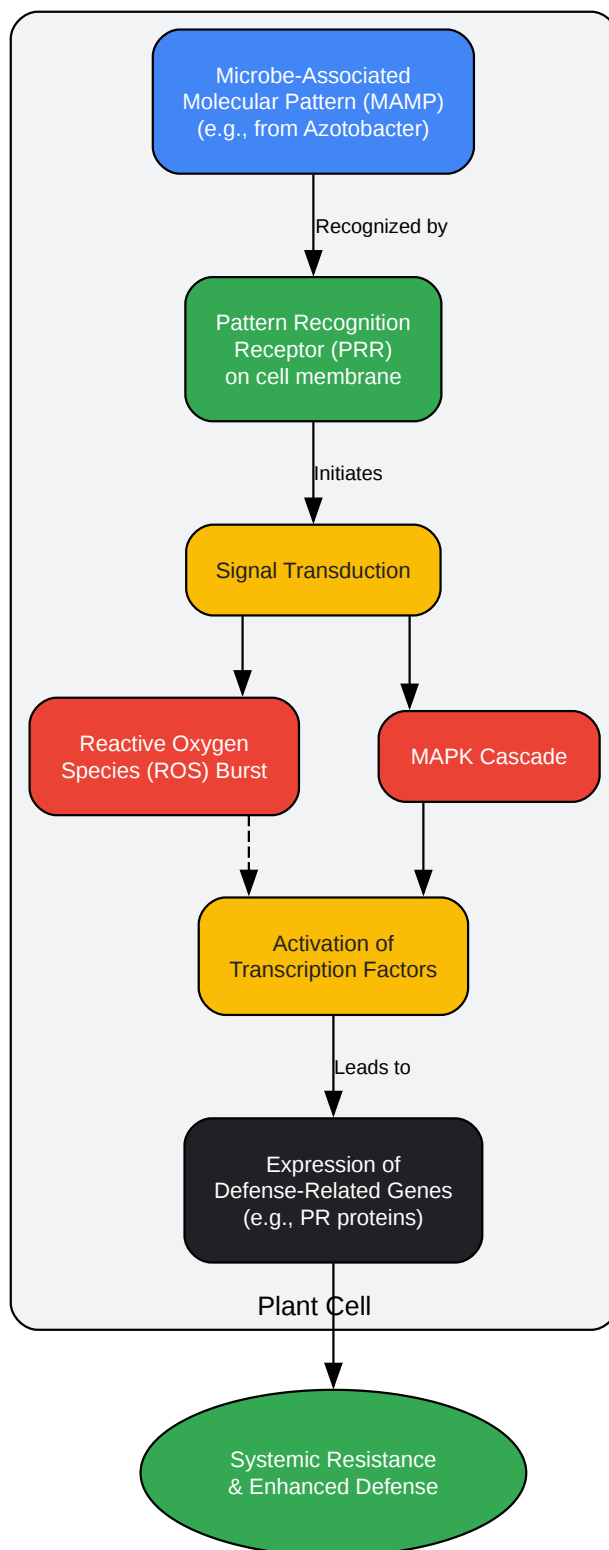 Microbe-Associated
Molecular Pattern (MAMP)
(e.g., from Azotobacter)
Recognized by
Pattern Recognition
Receptor (PRR)
on cell membrane
Initiates
Signal Transduction
Reactive Oxygen
Species (ROS) Burst
MAPK Cascade
Activation of
Transcription Factors
Leads to
Expression of
Defense-Related Genes
(e.g., PR proteins)
Plant Cell
Systemic Resistance
& Enhanced Defense